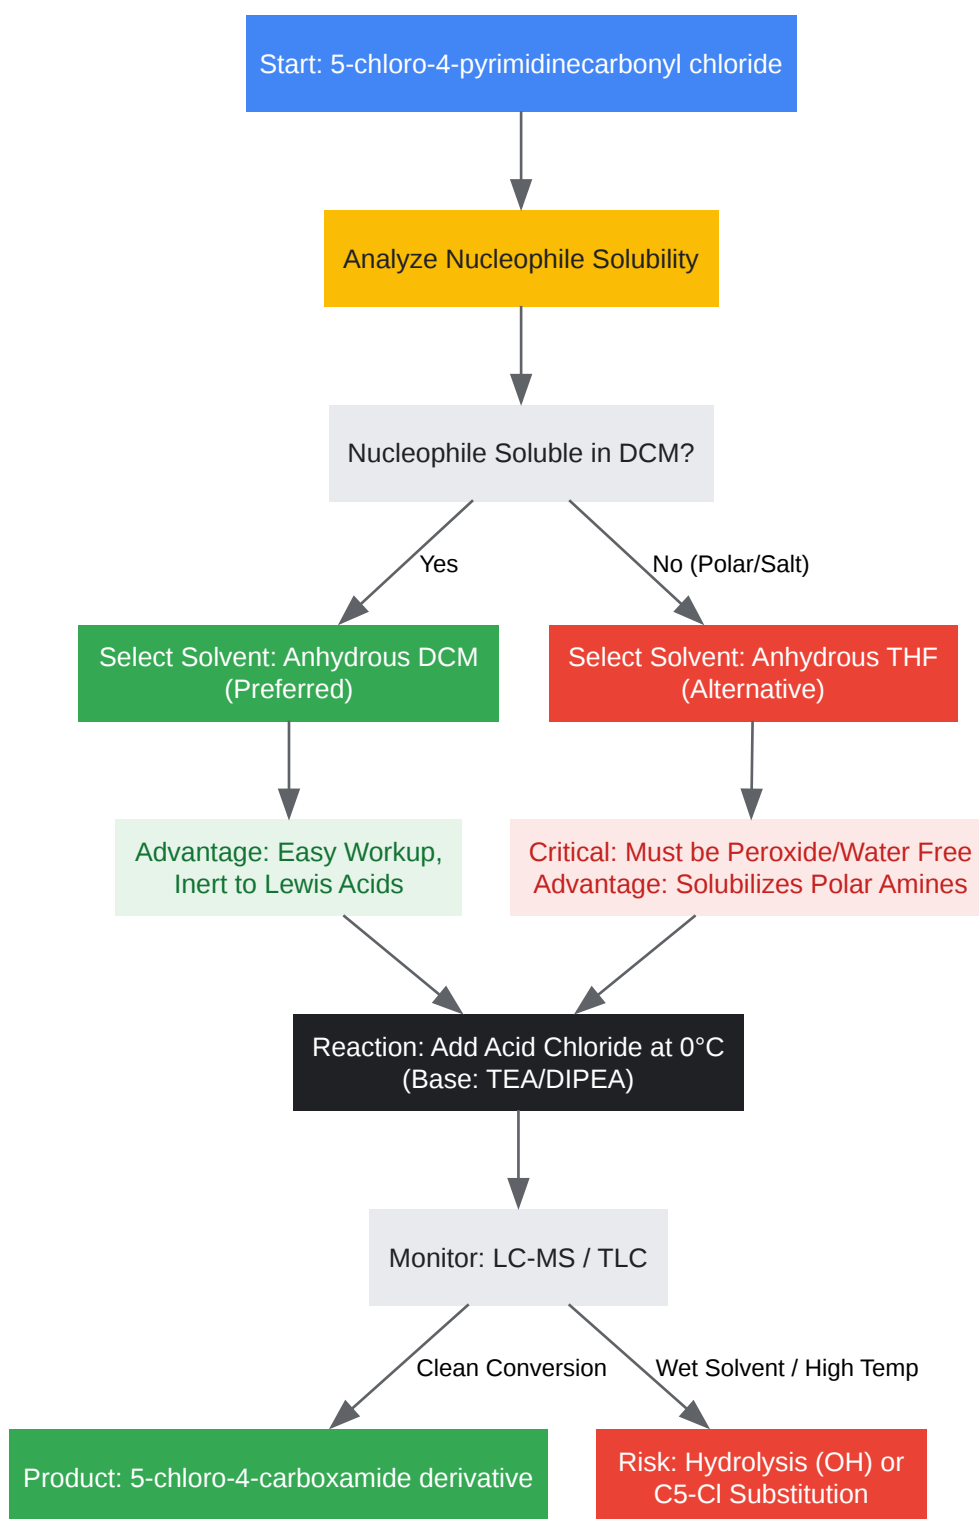 Start: 5-chloro-4-pyrimidinecarbonyl chloride
Analyze Nucleophile Solubility
Nucleophile Soluble in DCM?
Yes
No (Polar/Salt)
Select Solvent: Anhydrous DCM
(Preferred)
Select Solvent: Anhydrous THF
(Alternative)
Advantage: Easy Workup,
Inert to Lewis Acids
Critical: Must be Peroxide/Water Free
Advantage: Solubilizes Polar Amines
Reaction: Add Acid Chloride at 0°C
(Base: TEA/DIPEA)
Monitor: LC-MS / TLC
Clean Conversion
Wet Solvent / High Temp
Product: 5-chloro-4-carboxamide derivative
Risk: Hydrolysis (OH) or
C5-Cl Substitution